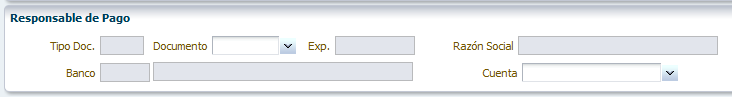 Responsable de Pago
Tipo Doc. Documento Exp. Razón Social
Banco Cuenta